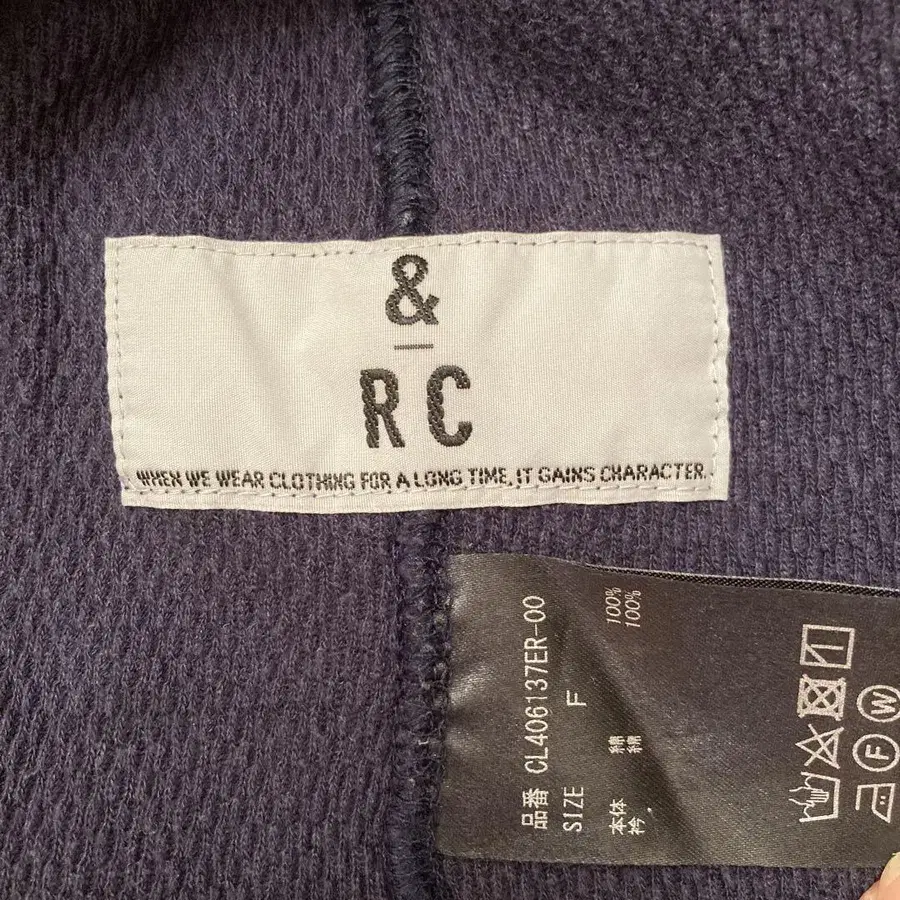 &
RC
WHEN WE WEAR CLOTHING FOR A LONG TIME, IT GAINS CHARACTER.
品番 CL406137ER-00
SIZE F
本体 綿 100%
衿 綿 100%
W
F